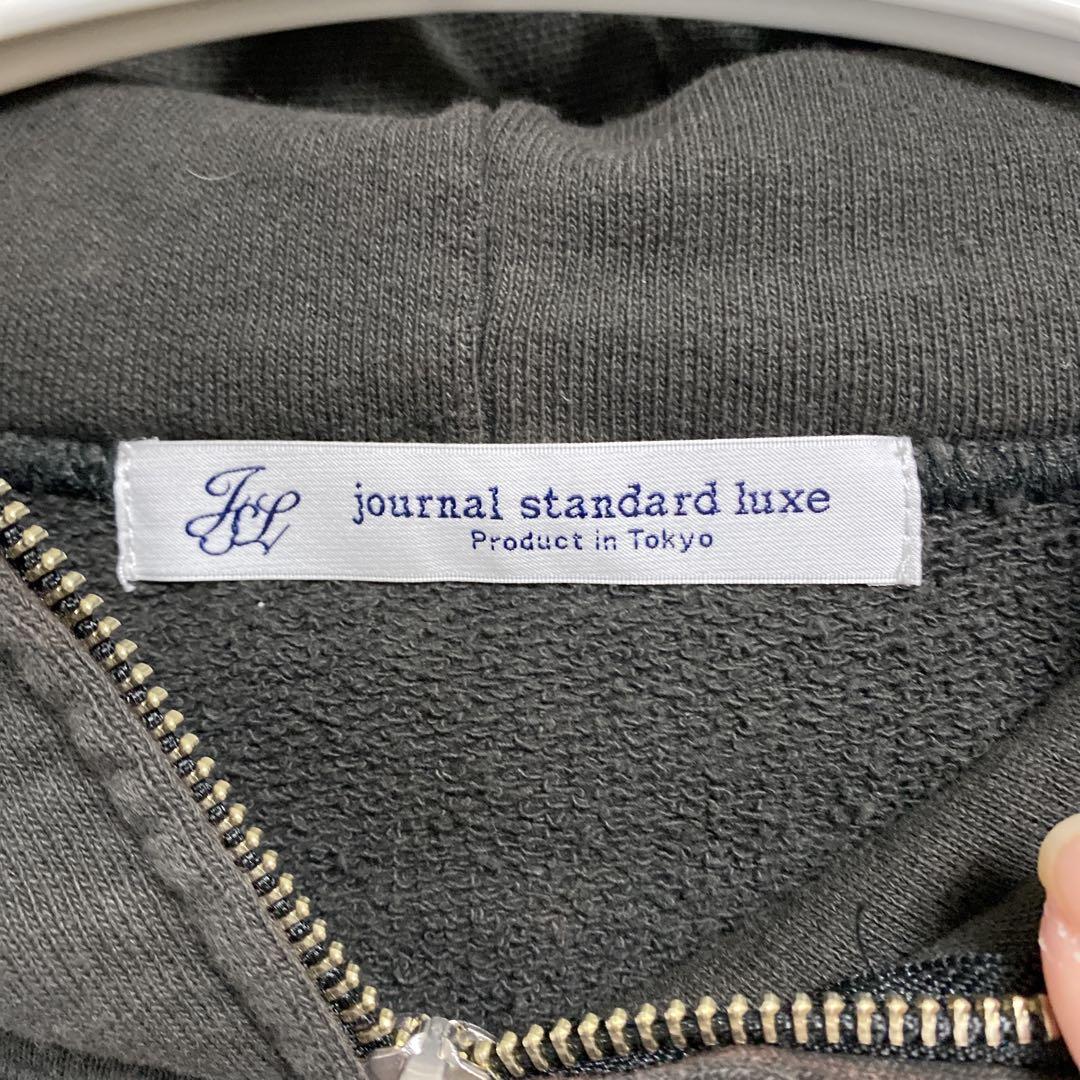 JSL
journal standard luxe
Product in Tokyo